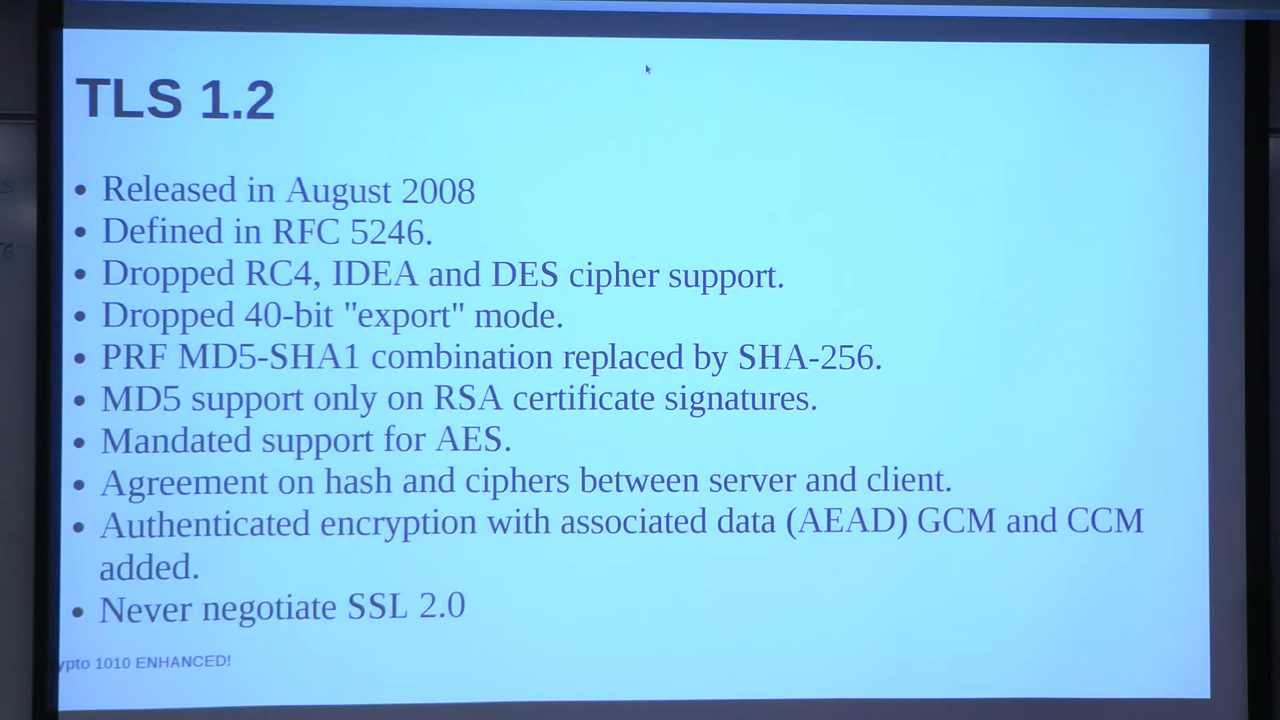 TLS 1.2
• Released in August 2008
• Defined in RFC 5246.
• Dropped RC4, IDEA and DES cipher support.
• Dropped 40-bit "export" mode.
• PRF MD5-SHA1 combination replaced by SHA-256.
• MD5 support only on RSA certificate signatures.
• Mandated support for AES.
• Agreement on hash and ciphers between server and client.
• Authenticated encryption with associated data (AEAD) GCM and CCM
added.
• Never negotiate SSL 2.0
ypto 1010 ENHANCED!